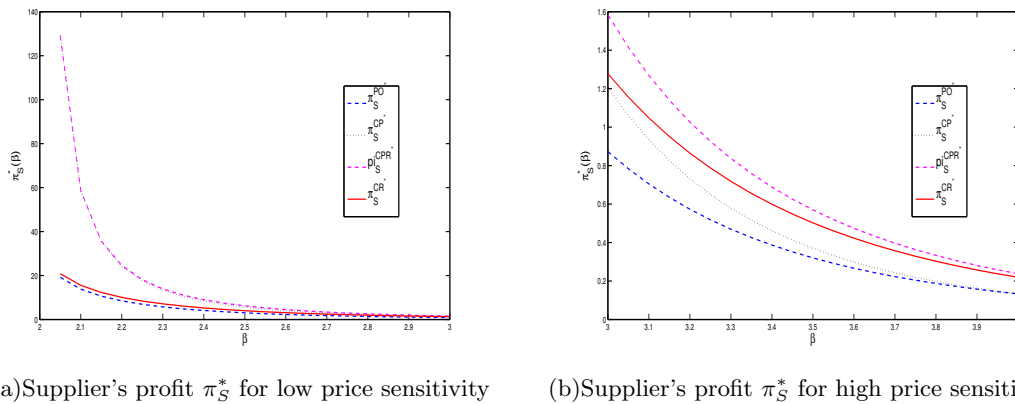 140
120
100
80
60
40
20
0
π*S(β)
2 2.1 2.2 2.3 2.4 2.5 2.6 2.7 2.8 2.9 3
β
πS^PO*
πS^CP*
piS^CPR*
πS^CR*
1.6
1.4
1.2
1
0.8
0.6
0.4
0.2
0
π*S(β)
3 3.1 3.2 3.3 3.4 3.5 3.6 3.7 3.8 3.9
β
πS^PO*
πS^CP*
piS^CPR*
πS^CR*
a)Supplier's profit π*S for low price sensitivity
(b)Supplier's profit π*S for high price sensiti